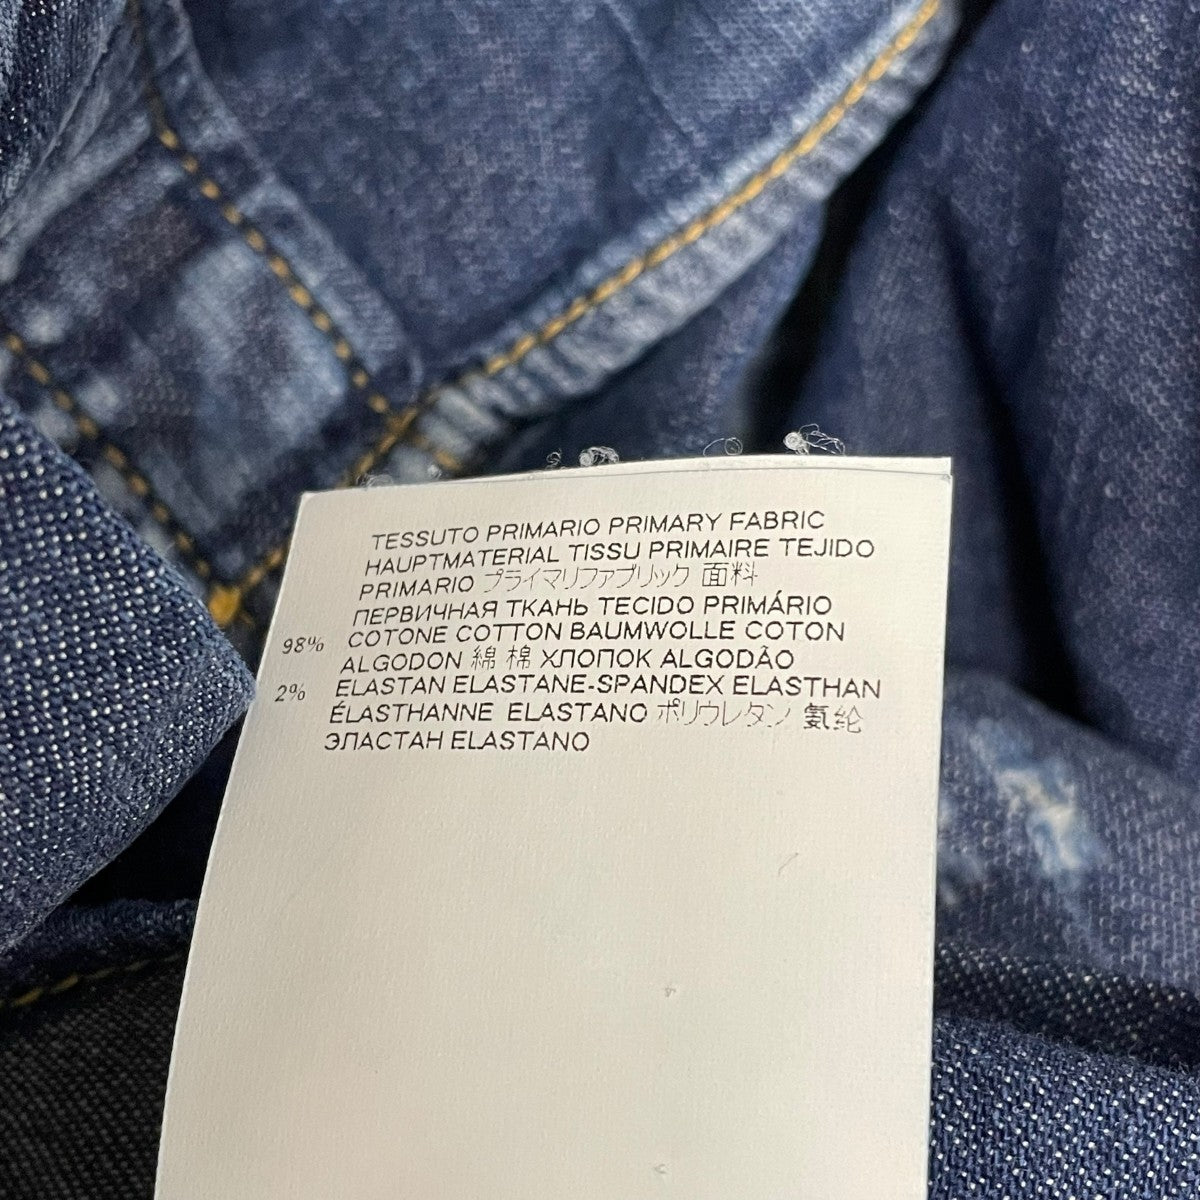 TESSUTO PRIMARIO PRIMARY FABRIC
HAUPTMATERIAL TISSU PRIMAIRE TEJIDO
PRIMARIO プライマリファブリック 面料
ПЕРВИЧНАЯ ТКАНЬ TECIDO PRIMÁRIO
98% COTONE COTTON BAUMWOLLE COTON
ALGODON 綿 棉 ХЛОПОК ALGODÃO
2% ELASTAN ELASTANE-SPANDEX ELASTHAN
ÉLASTHANNE ELASTANO ポリウレタン 氨纶
ЭЛАСТАН ELASTANO